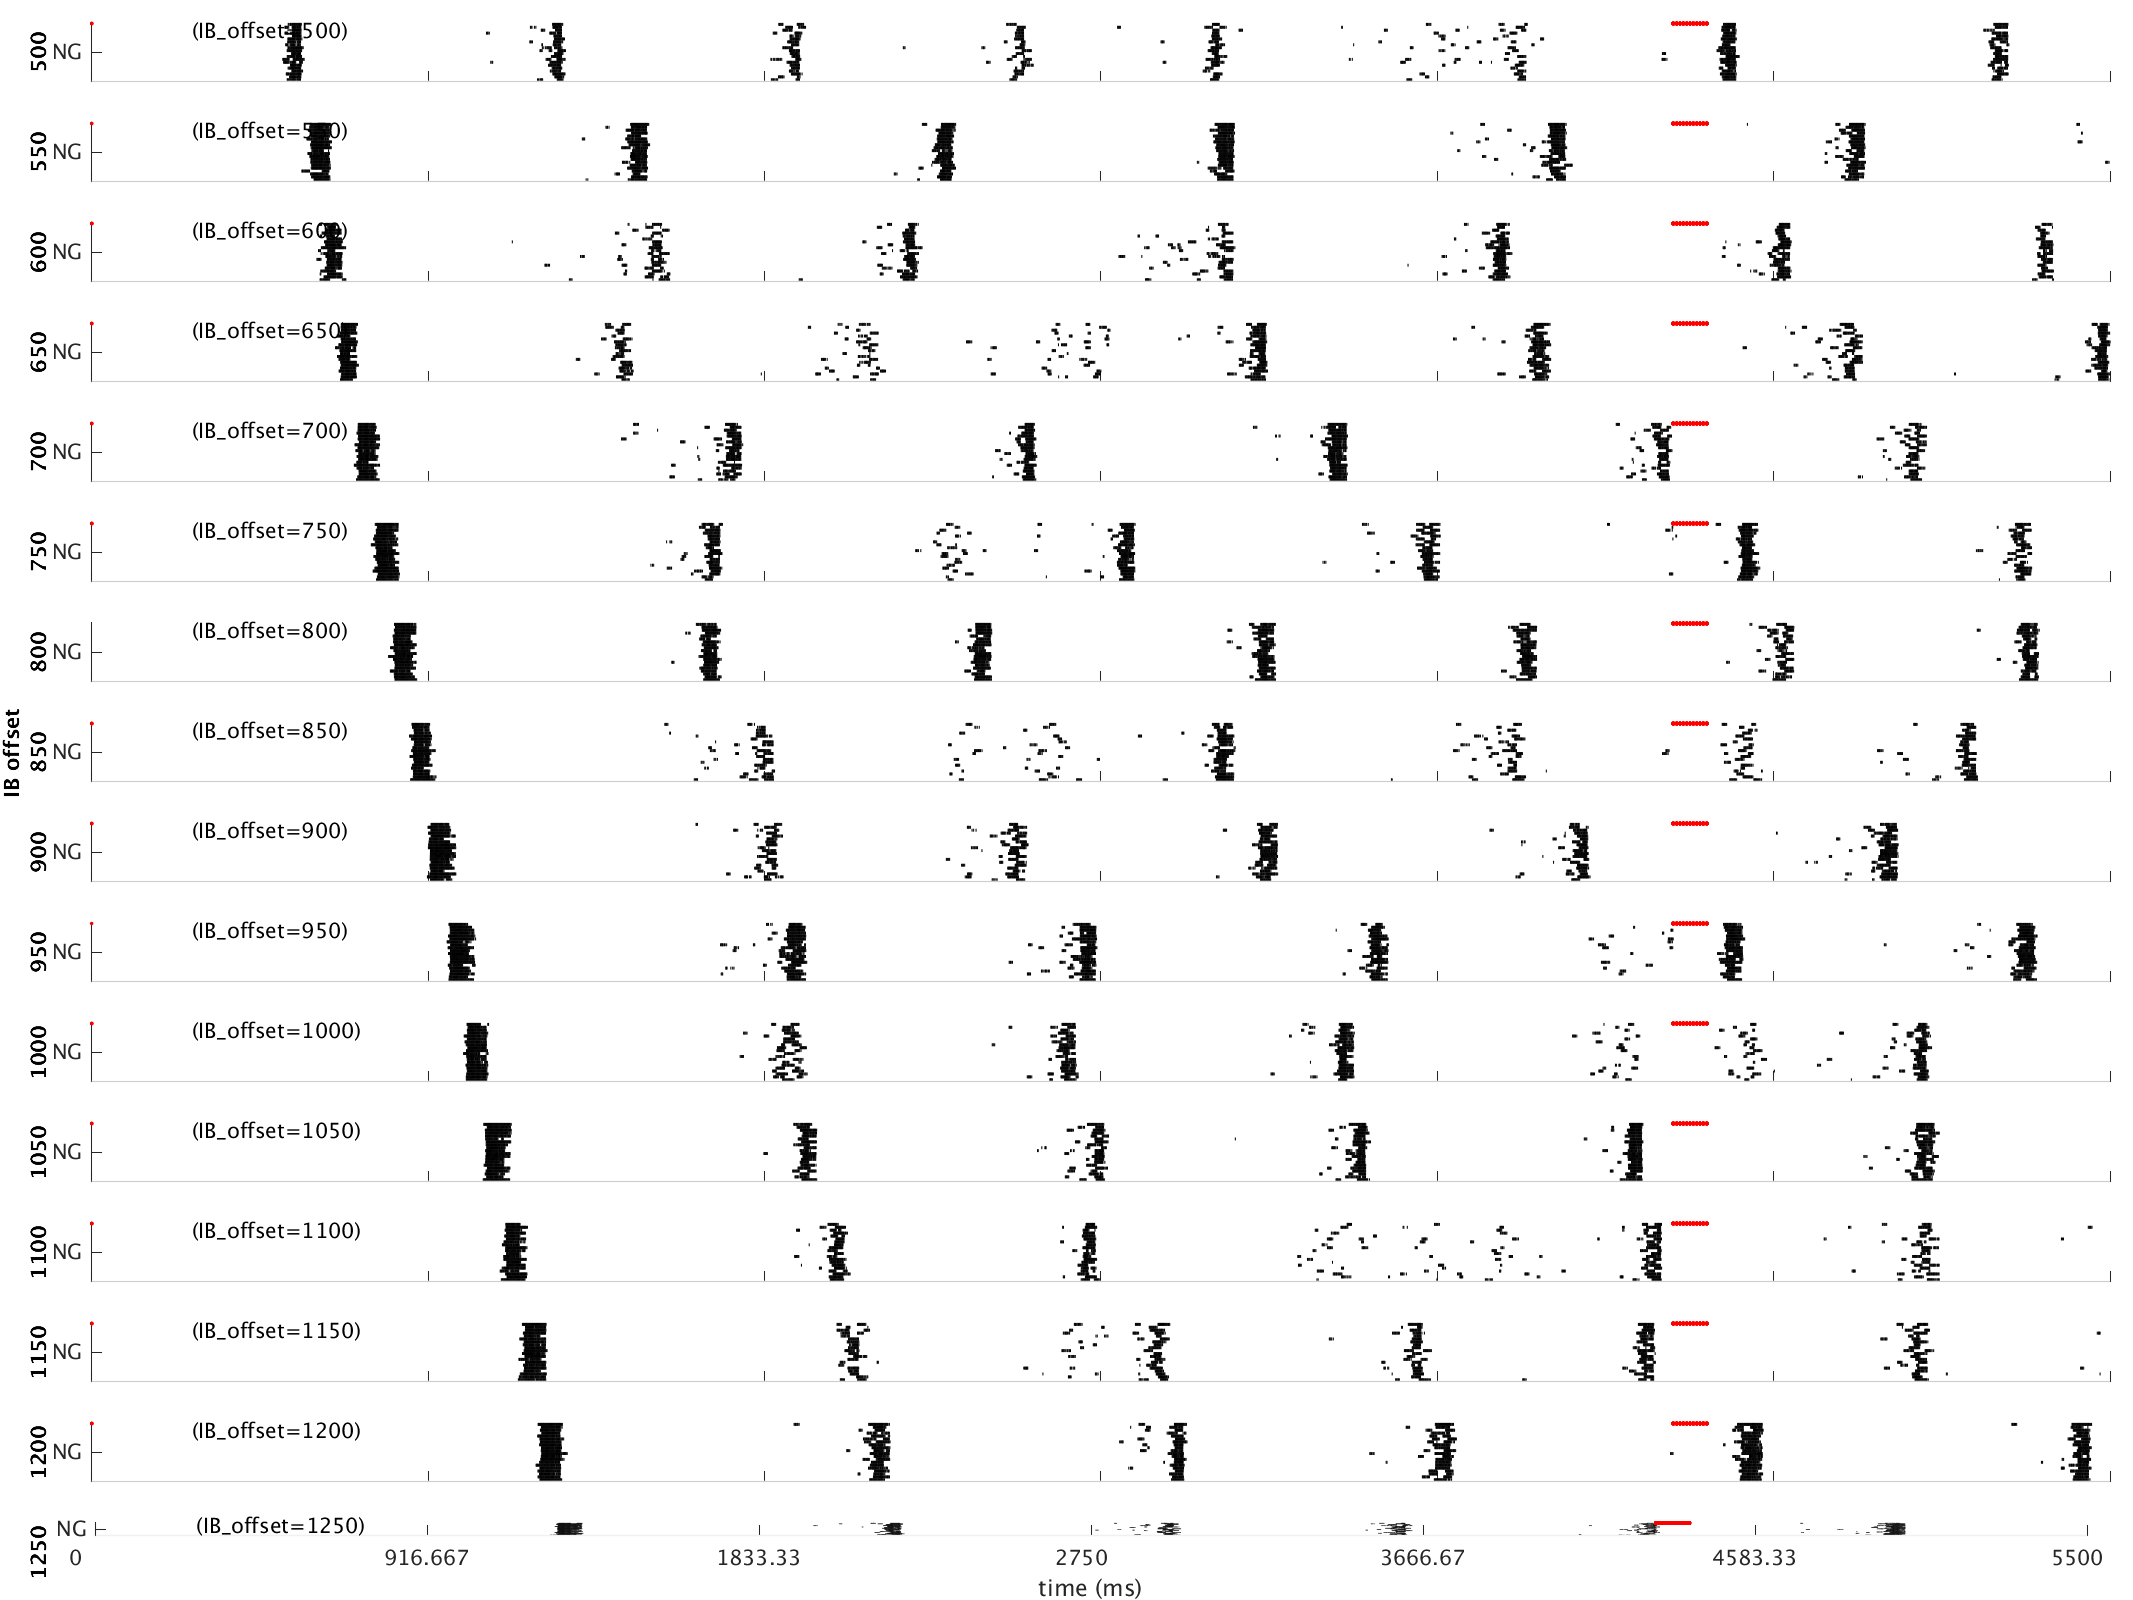 IB offset
500 NG (IB_offset=500)
550 NG (IB_offset=550)
600 NG (IB_offset=600)
650 NG (IB_offset=650)
700 NG (IB_offset=700)
750 NG (IB_offset=750)
800 NG (IB_offset=800)
850 NG (IB_offset=850)
900 NG (IB_offset=900)
950 NG (IB_offset=950)
1000 NG (IB_offset=1000)
1050 NG (IB_offset=1050)
1100 NG (IB_offset=1100)
1150 NG (IB_offset=1150)
1200 NG (IB_offset=1200)
1250 NG (IB_offset=1250)
0 916.667 1833.33 2750 3666.67 4583.33 5500
time (ms)